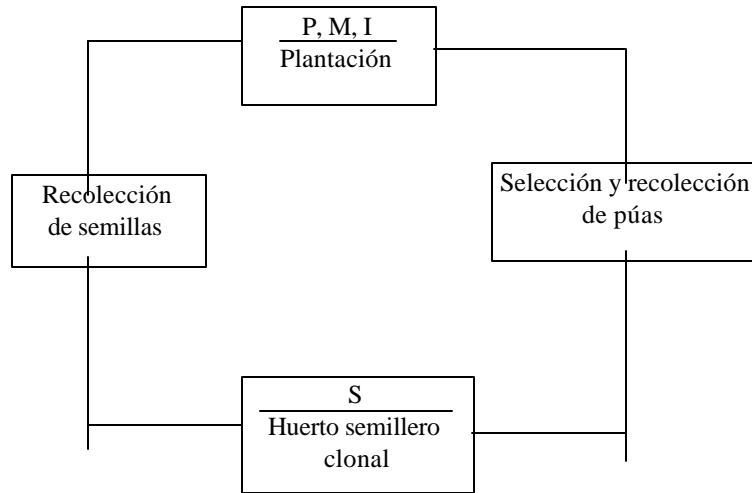 P, M, I
Plantación
Recolección
de semillas
Selección y recolección
de púas
S
Huerto semillero
clonal